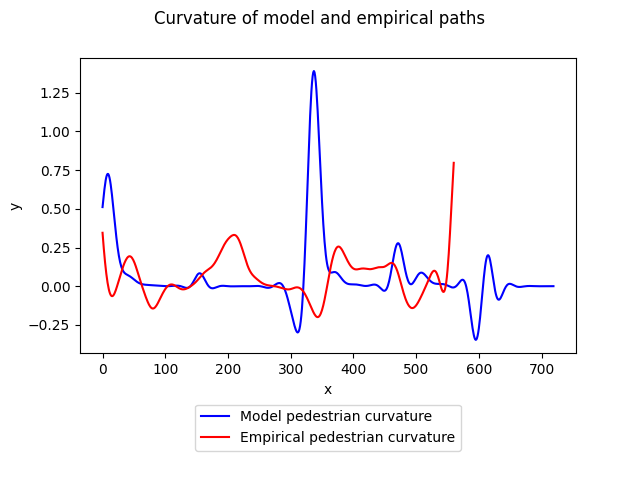 Curvature of model and empirical paths
y
1.25
1.00
0.75
0.50
0.25
0.00
−0.25
0 100 200 300 400 500 600 700
x
Model pedestrian curvature
Empirical pedestrian curvature